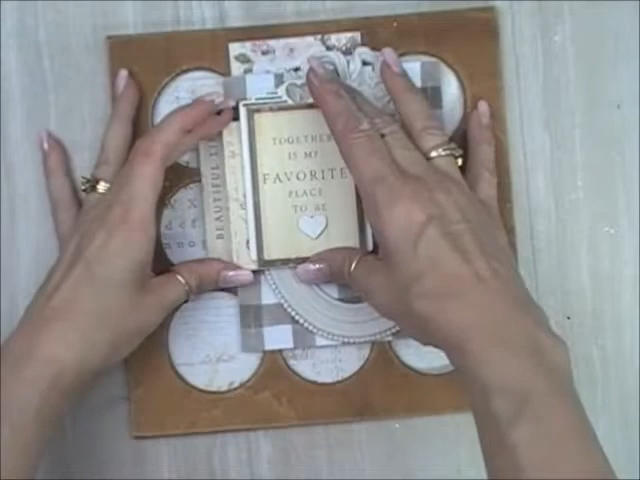 TOGETHER
IS MY
FAVORITE
PLACE
TO BE
BEAUTIFUL